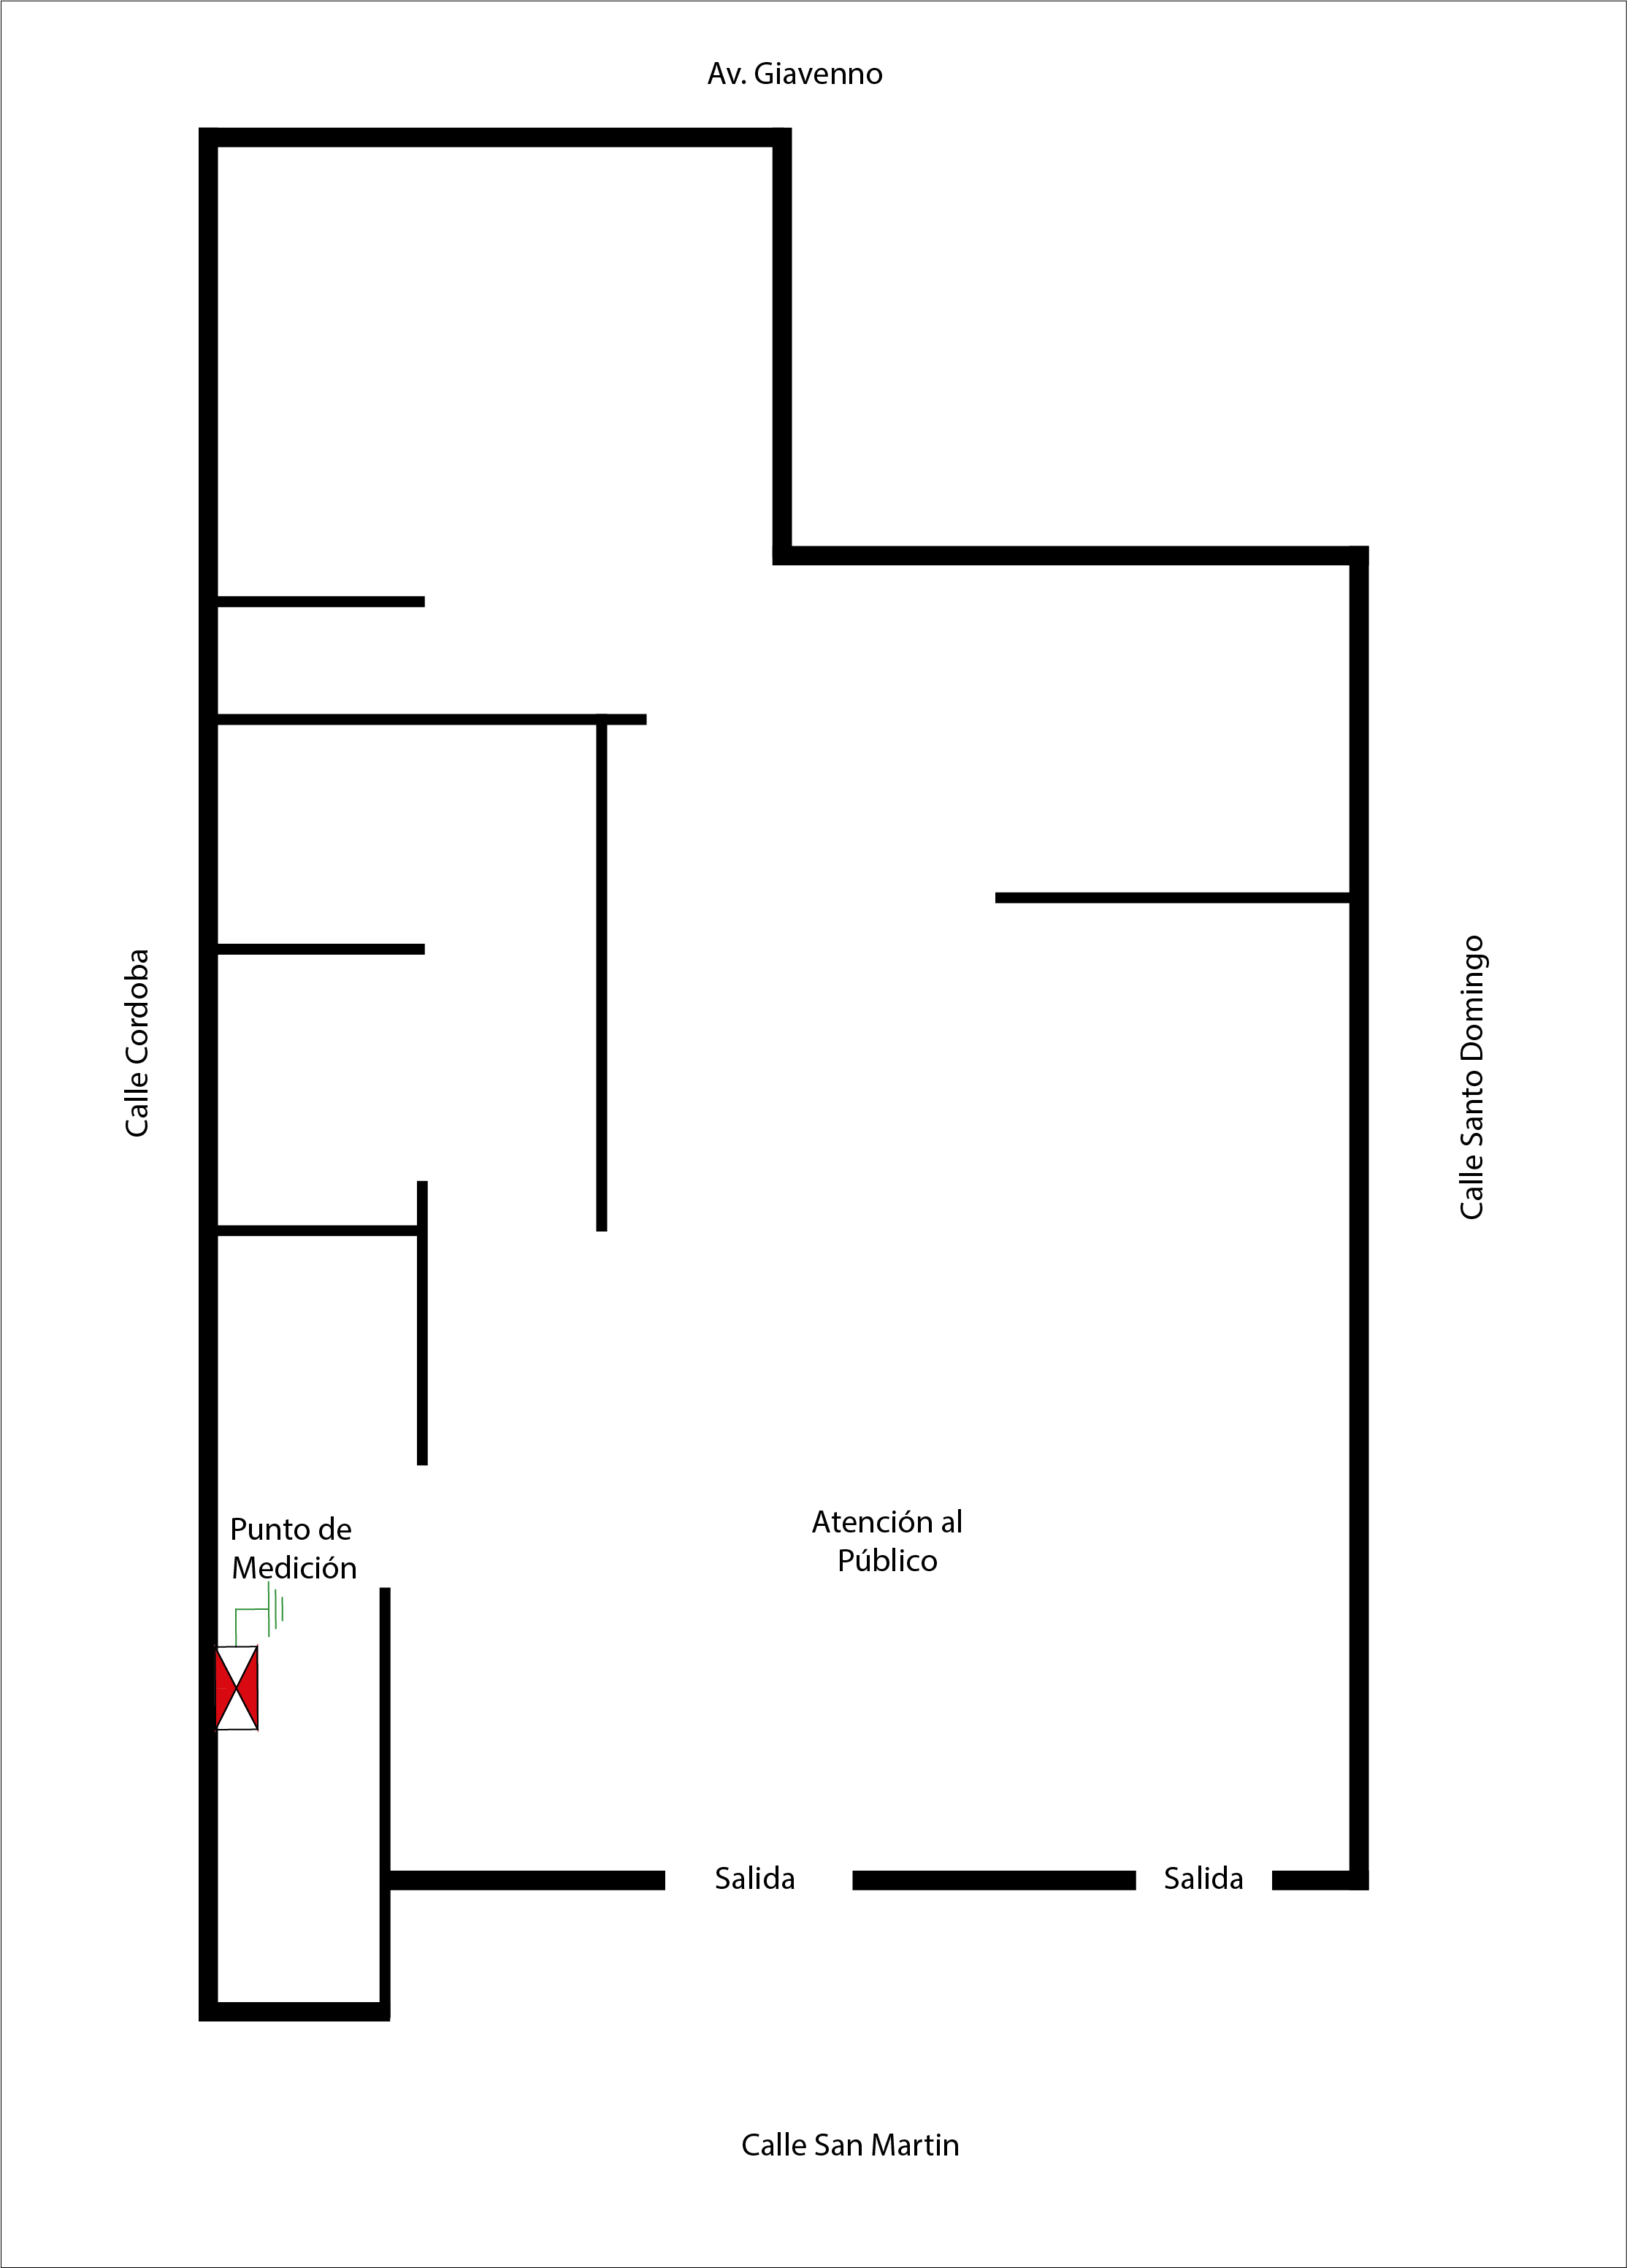 Av. Giavenno
Calle Cordoba
Calle Santo Domingo
Punto de
Medición
Atención al
Público
Salida
Salida
Calle San Martin